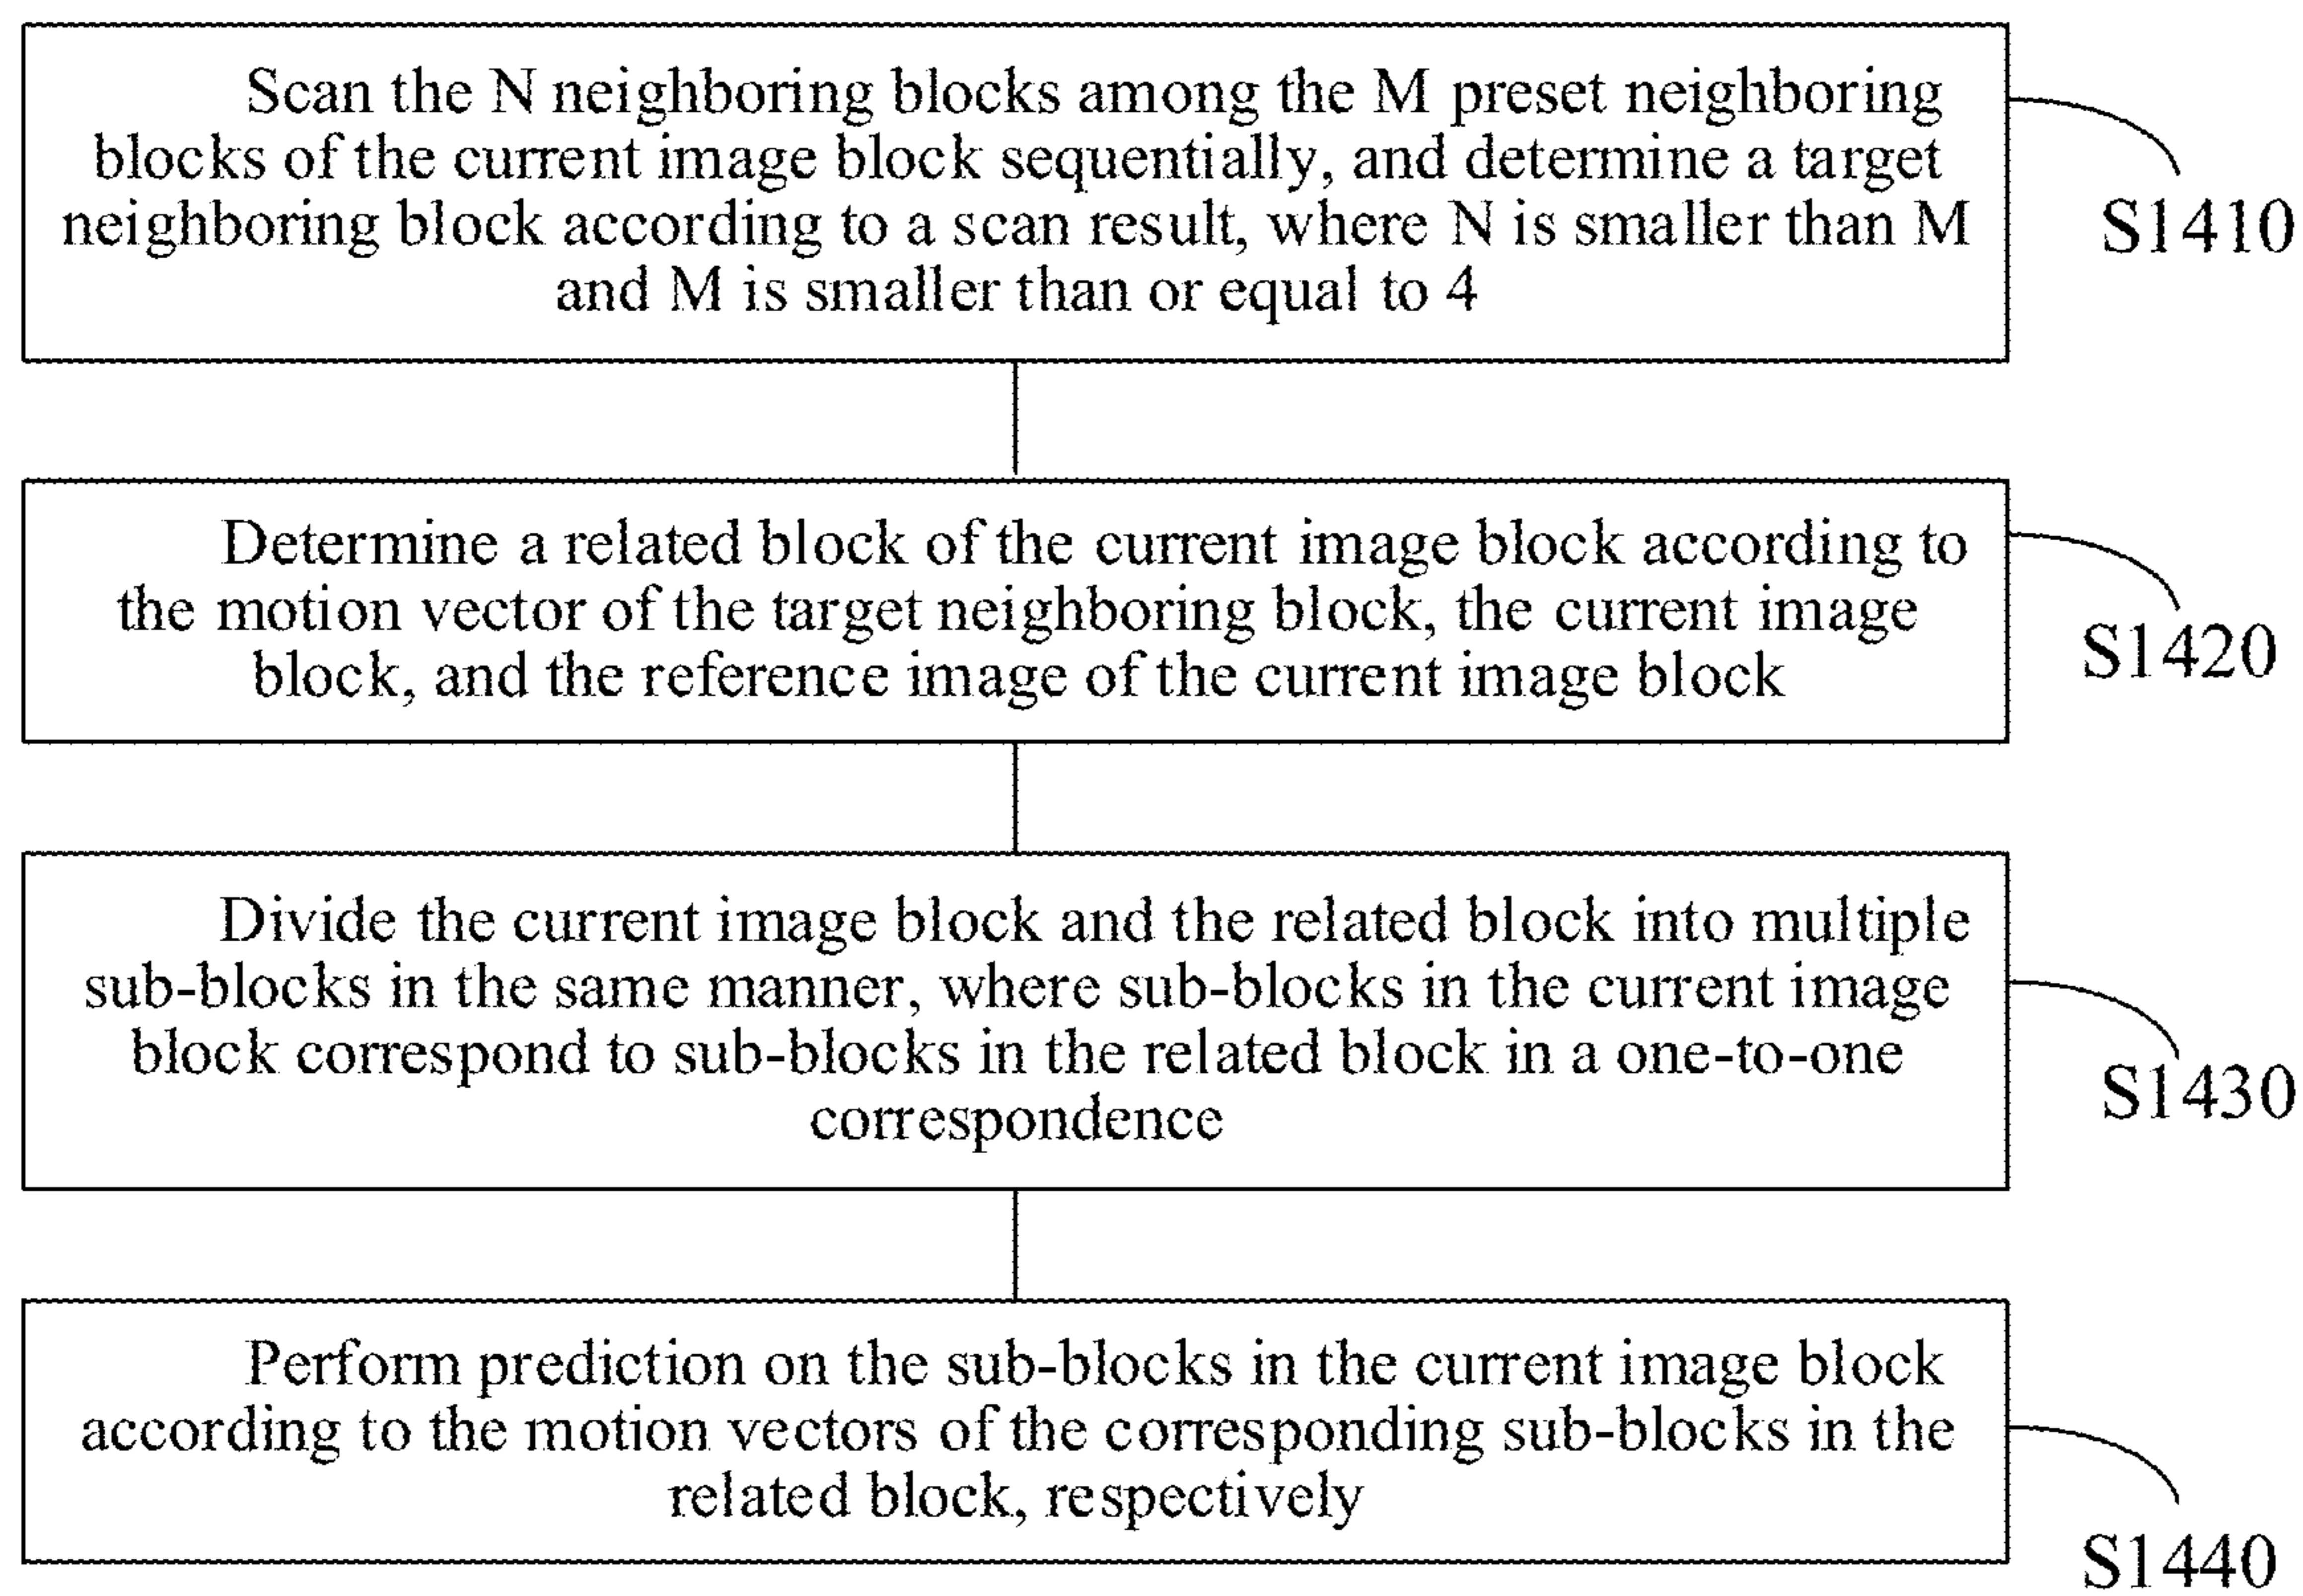 Scan the N neighboring blocks among the M preset neighboring
blocks of the current image block sequentially, and determine a target
neighboring block according to a scan result, where N is smaller than M
and M is smaller than or equal to 4
S1410
Determine a related block of the current image block according to
the motion vector of the target neighboring block, the current image
block, and the reference image of the current image block
S1420
Divide the current image block and the related block into multiple
sub-blocks in the same manner, where sub-blocks in the current image
block correspond to sub-blocks in the related block in a one-to-one
correspondence
S1430
Perform prediction on the sub-blocks in the current image block
according to the motion vectors of the corresponding sub-blocks in the
related block, respectively
S1440